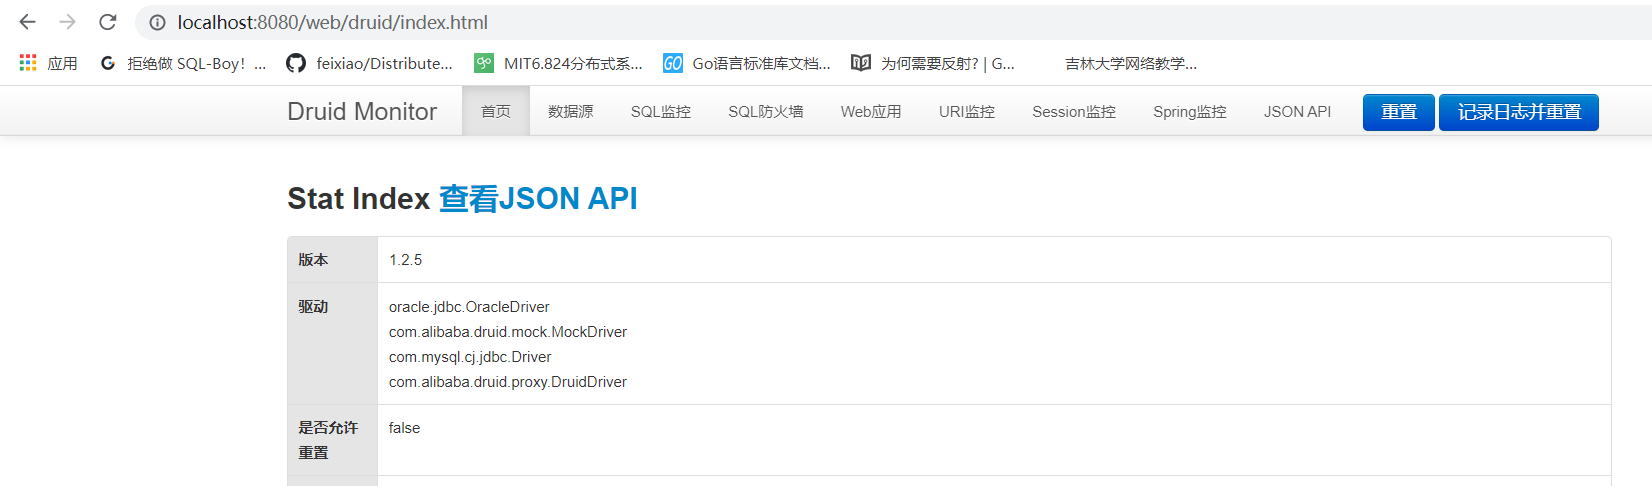 localhost:8080/web/druid/index.html
应用 拒绝做 SQL-Boy! ... feixiao/Distribute... MIT6.824分布式系... Go语言标准库文档... 为何需要反射? | G... 吉林大学网络教学...
Druid Monitor 首页 数据源 SQL监控 SQL防火墙 Web应用 URI监控 Session监控 Spring监控 JSON API 重置 记录日志并重置
Stat Index 查看JSON API
版本 1.2.5
驱动 oracle.jdbc.OracleDriver
com.alibaba.druid.mock.MockDriver
com.mysql.cj.jdbc.Driver
com.alibaba.druid.proxy.DruidDriver
是否允许 false
重置